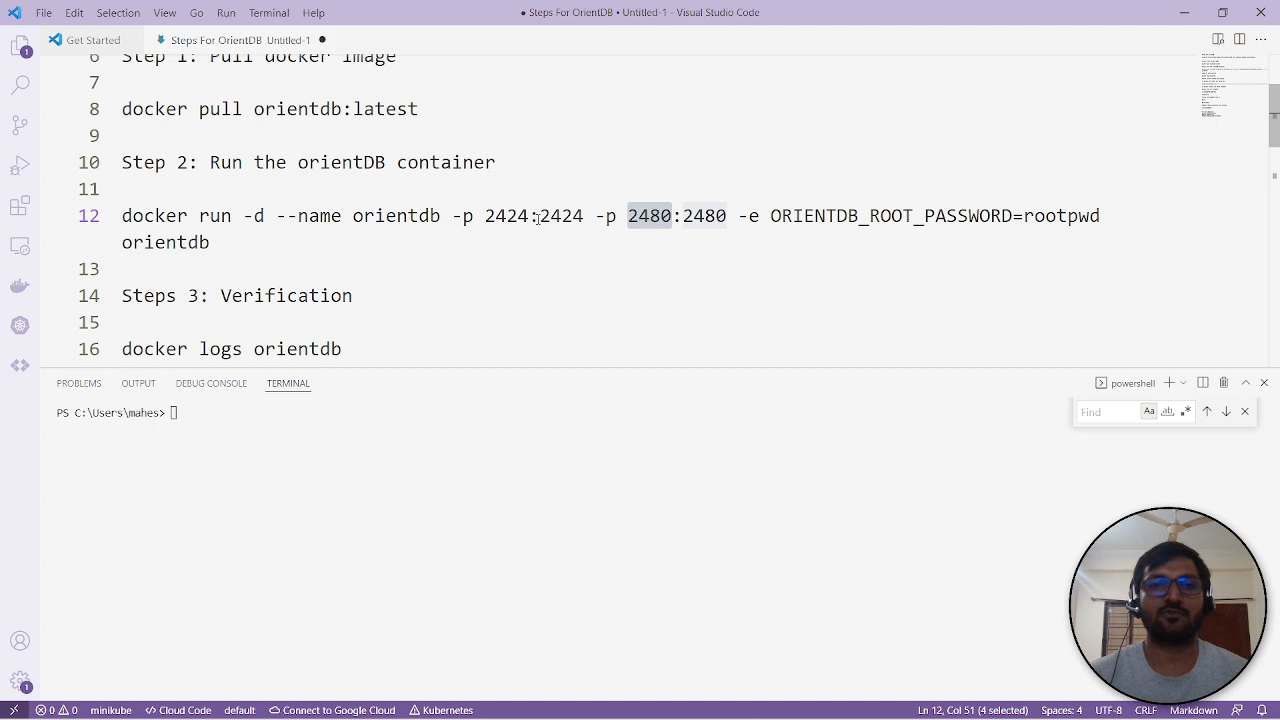 File Edit Selection View Go Run Terminal Help
● Steps For OrientDB • Untitled-1 - Visual Studio Code
Get Started
Steps For OrientDB Untitled-1 ●
6 Step 1: Pull docker image
7
8 docker pull orientdb:latest
9
10 Step 2: Run the orientDB container
11
12 docker run -d --name orientdb -p 2424:2424 -p 2480:2480 -e ORIENTDB_ROOT_PASSWORD=rootpwd
orientdb
13
14 Steps 3: Verification
15
16 docker logs orientdb
PROBLEMS OUTPUT DEBUG CONSOLE TERMINAL
powershell
PS C:\Users\mahes>
Find Aa ab .*
0 0 minikube Cloud Code default Connect to Google Cloud Kubernetes
Ln 12, Col 51 (4 selected) Spaces: 4 UTF-8 CRLF Markdown